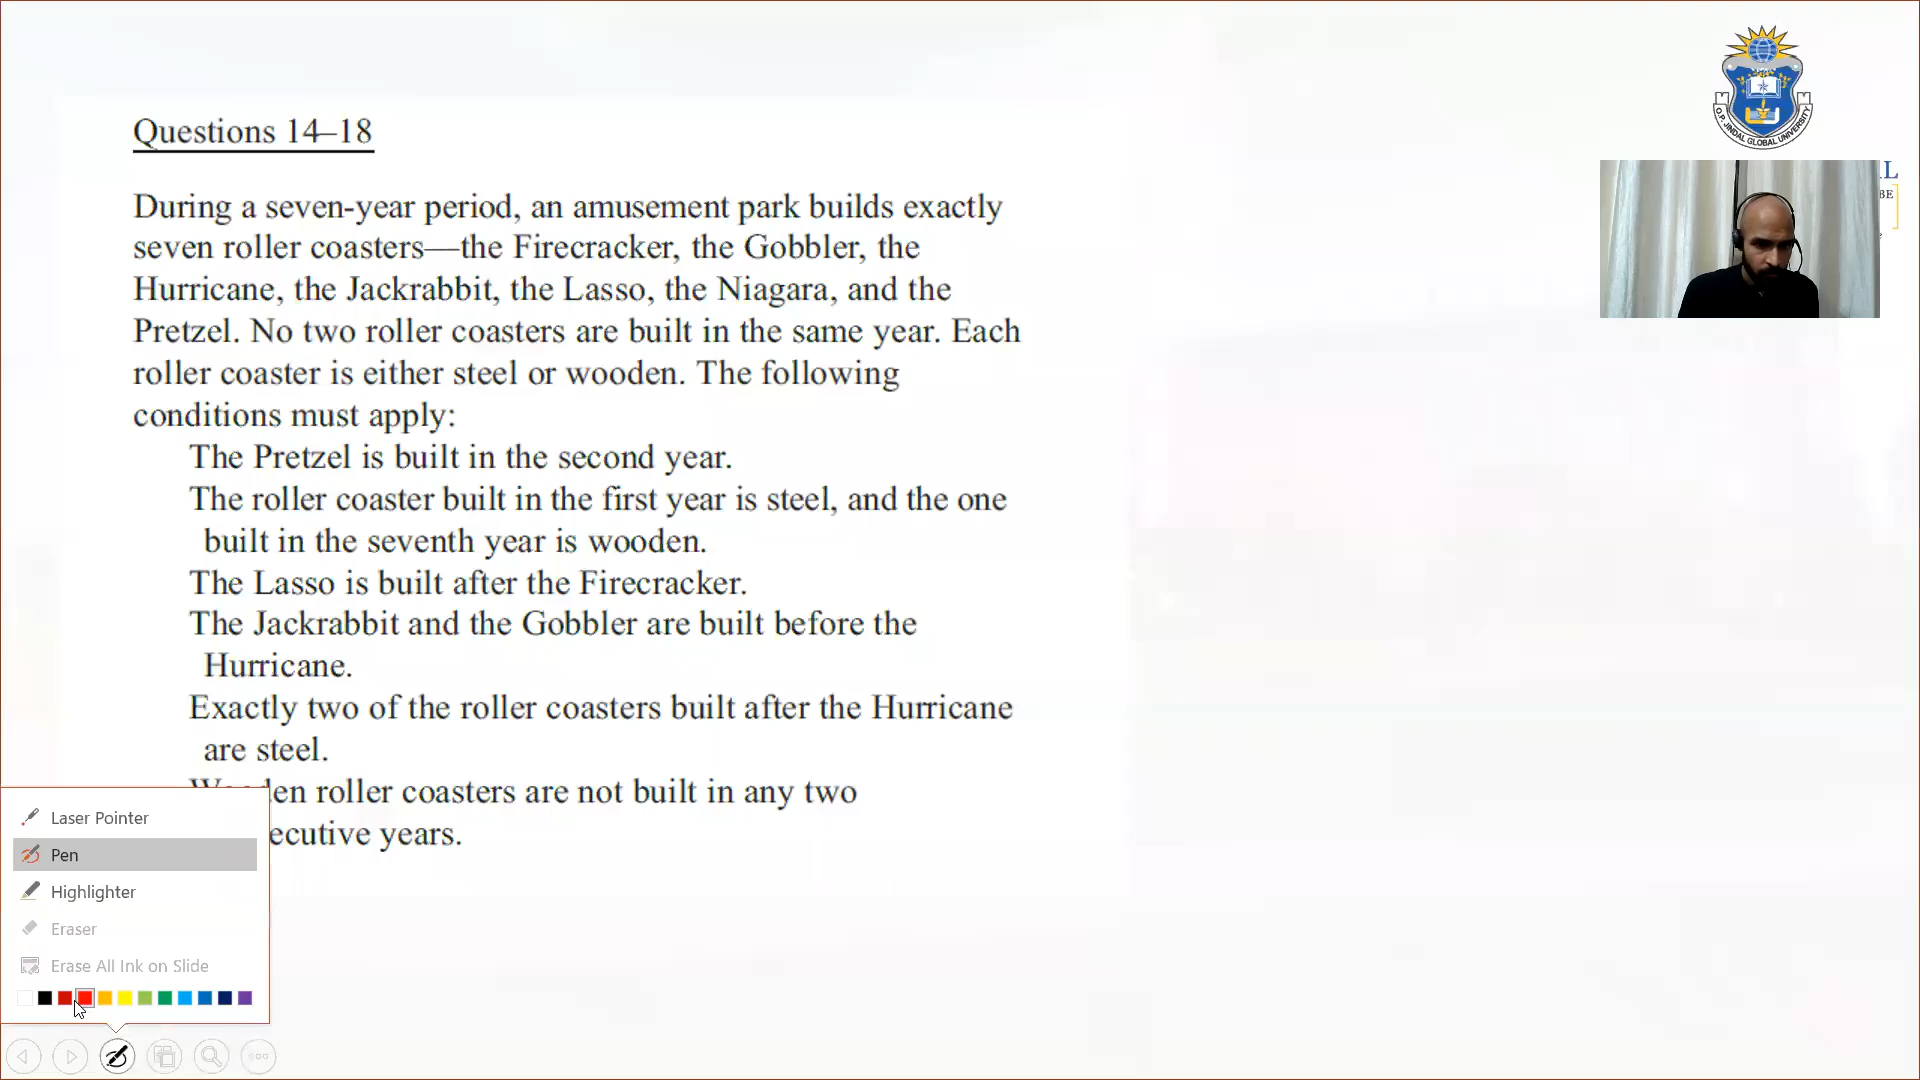 Questions 14–18
During a seven-year period, an amusement park builds exactly
seven roller coasters—the Firecracker, the Gobbler, the
Hurricane, the Jackrabbit, the Lasso, the Niagara, and the
Pretzel. No two roller coasters are built in the same year. Each
roller coaster is either steel or wooden. The following
conditions must apply:
The Pretzel is built in the second year.
The roller coaster built in the first year is steel, and the one
built in the seventh year is wooden.
The Lasso is built after the Firecracker.
The Jackrabbit and the Gobbler are built before the
Hurricane.
Exactly two of the roller coasters built after the Hurricane
are steel.
roller coasters are not built in any two
years.
Laser Pointer
Pen
Highlighter
Eraser
Erase All Ink on Slide
O.P. JINDAL GLOBAL UNIVERSITY